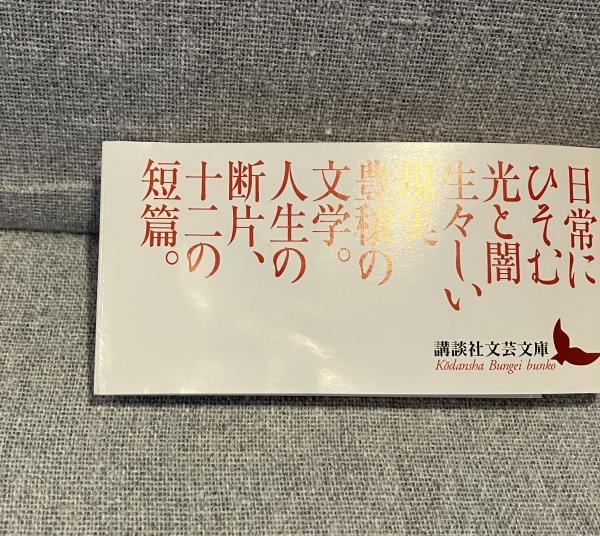 日常に
ひそむ
光と闇
生々しい
現実
豊穣の
文学。
人生の
断片、
十二の
短篇。
講談社文芸文庫
Kōdansha Bungei bunko